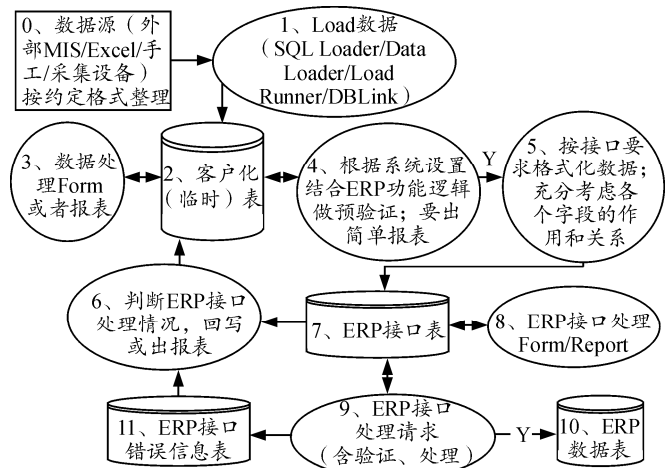 0、数据源（外
部MIS/Excel/手
工/采集设备）
按约定格式整理
1、Load数据
（SQL Loader/Data
Loader/Load
Runner/DBLink）
3、数据处
理Form
或者报表
2、客户化
（临时）表
4、根据系统设置
结合ERP功能逻辑
做预验证；要出
简单报表
Y
5、按接口要
求格式化数据；
充分考虑各
个字段的作
用和关系
6、判断ERP接口
处理情况，回写
或出报表
7、ERP接口表
8、ERP接口处理
Form/Report
11、ERP接口
错误信息表
9、ERP接口
处理请求
（含验证、处理）
Y
10、ERP
数据表